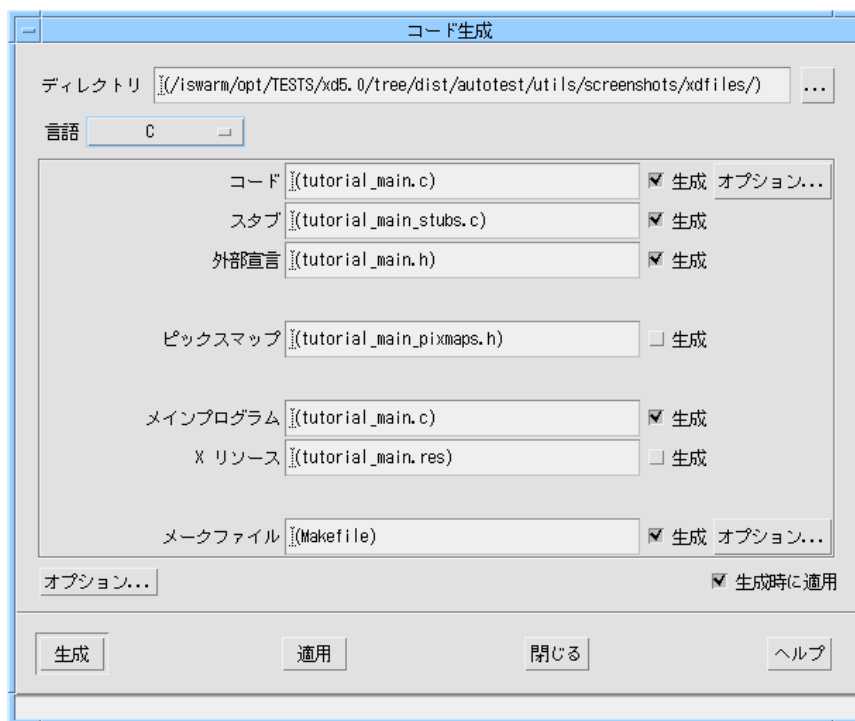 コード生成
ディレクトリ (/iswarm/opt/TESTS/xd5.0/tree/dist/autotest/utils/screenshots/xdfiles/) ...
言語 C
コード (tutorial_main.c) 生成 オプション...
スタブ (tutorial_main_stubs.c) 生成
外部宣言 (tutorial_main.h) 生成
ピックスマップ (tutorial_main_pixmaps.h) 生成
メインプログラム (tutorial_main.c) 生成
X リソース (tutorial_main.res) 生成
メークファイル (Makefile) 生成 オプション...
オプション... 生成時に適用
生成 適用 閉じる ヘルプ